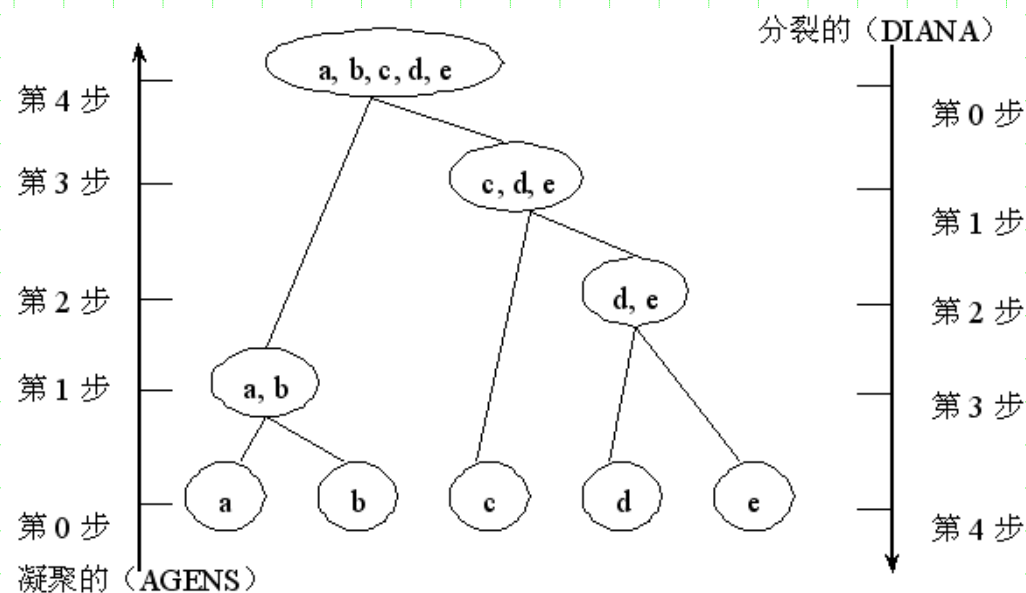 分裂的（DIANA）
a, b, c, d, e
第 4 步
第 0 步
c, d, e
第 3 步
第 1 步
d, e
第 2 步
第 2 步
a, b
第 1 步
第 3 步
a
b
c
d
e
第 0 步
第 4 步
凝聚的（AGENS）